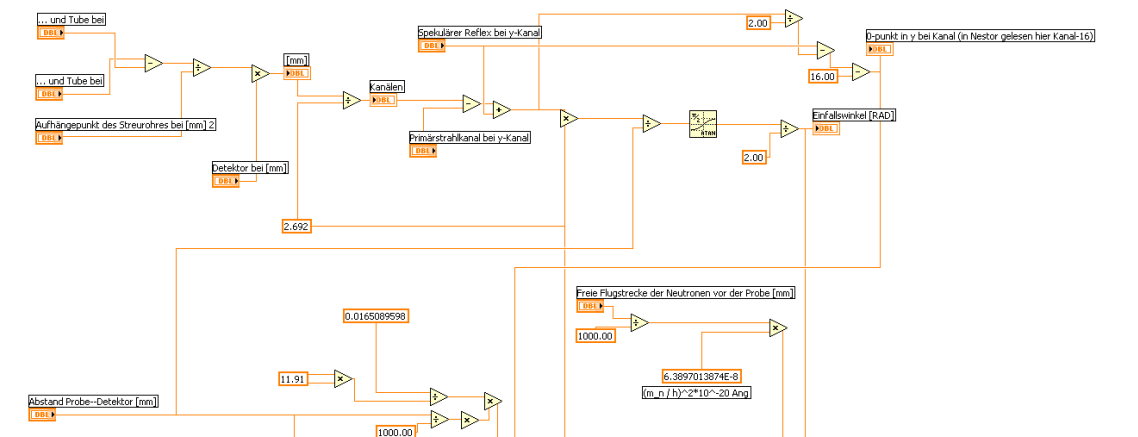 ... und Tube bei
DBL
2.00
Spekulärer Reflex bei y-Kanal
DBL
0-punkt in y bei Kanal (in Nestor gelesen hier Kanal-16)
DBL
[mm]
DBL
... und Tube bei
DBL
16.00
Kanälen
DBL
Aufhängepunkt des Streurohres bei [mm] 2
DBL
Primärstrahlkanal bei y-Kanal
DBL
ATAN
Einfallswinkel [RAD]
DBL
2.00
Detektor bei [mm]
DBL
2.692
Freie Flugstrecke der Neutronen vor der Probe [mm]
DBL
0.0165089598
1000.00
11.91
6.3897013874E-8
(m_n / h)^2*10^-20 Ang
Abstand Probe--Detektor [mm]
DBL
1000.00